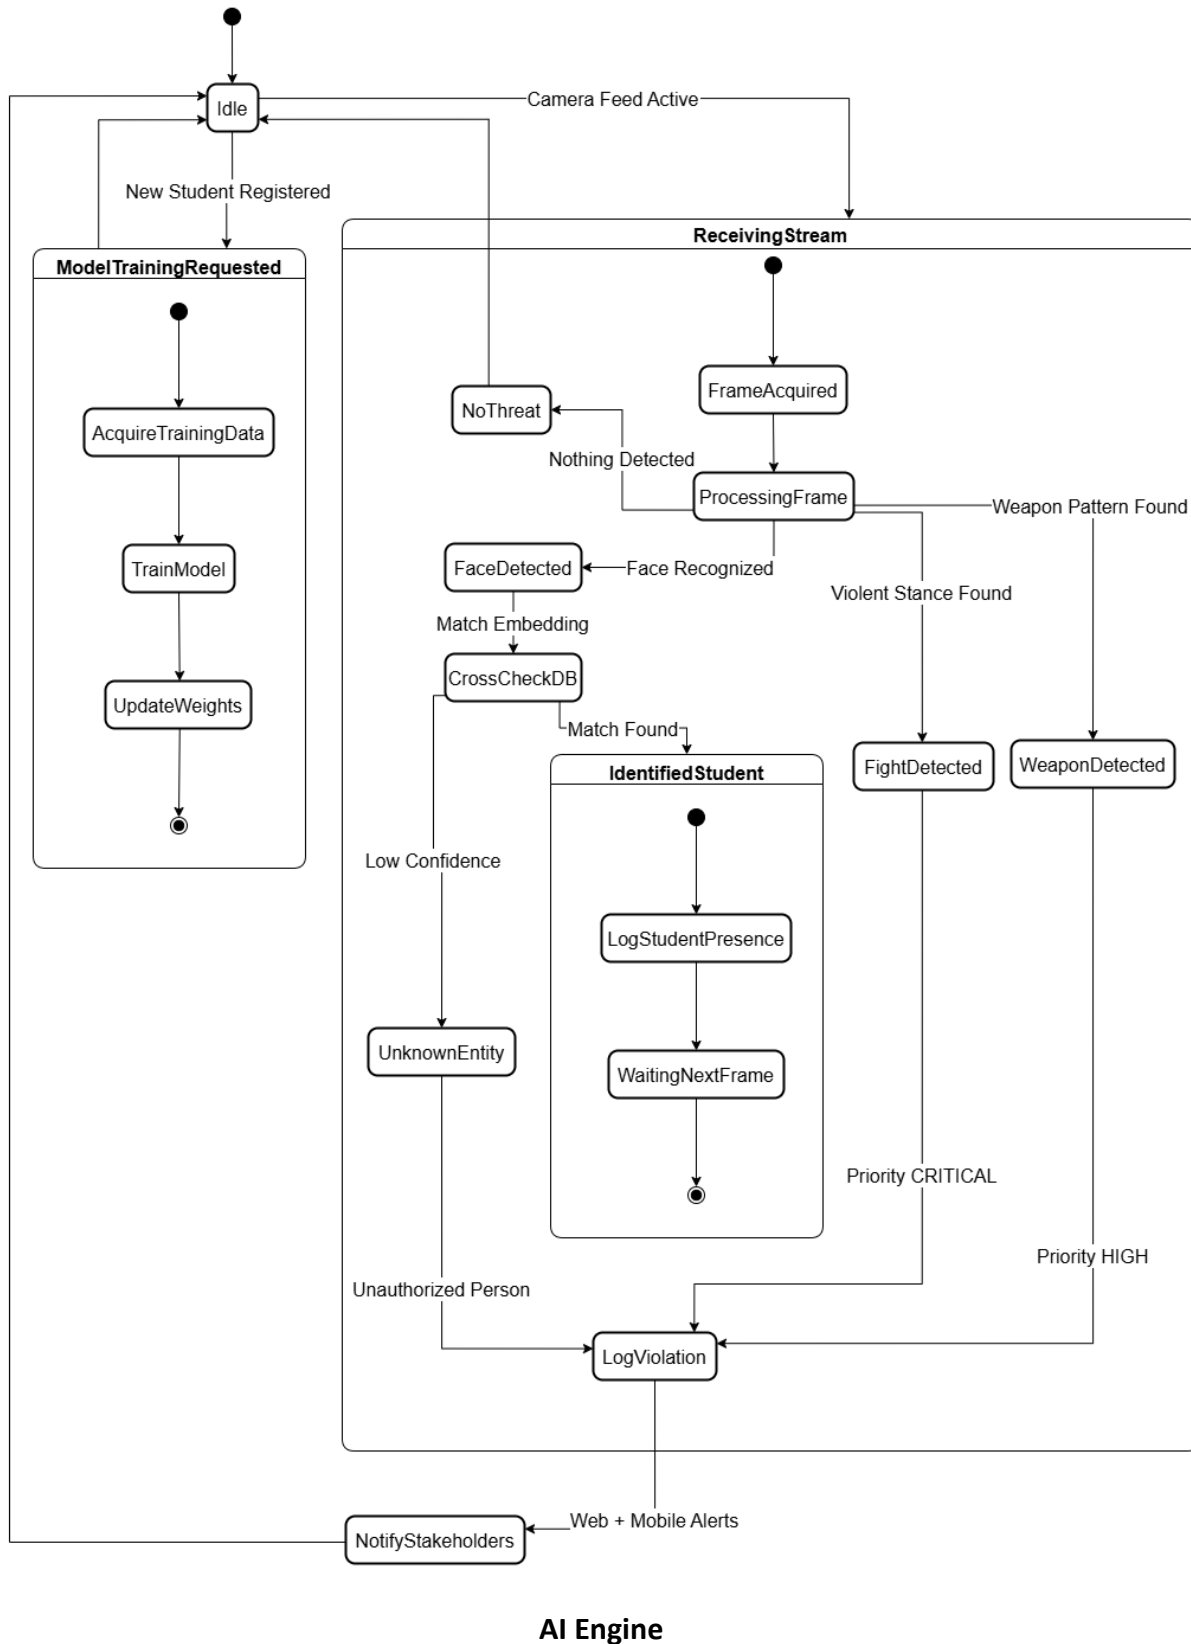 Idle
Camera Feed Active
New Student Registered
ReceivingStream
ModelTrainingRequested
FrameAcquired
NoThreat
AcquireTrainingData
Nothing Detected
ProcessingFrame
Weapon Pattern Found
TrainModel
FaceDetected
Face Recognized
Violent Stance Found
Match Embedding
CrossCheckDB
UpdateWeights
Match Found
IdentifiedStudent
FightDetected
WeaponDetected
Low Confidence
LogStudentPresence
UnknownEntity
WaitingNextFrame
Priority CRITICAL
Priority HIGH
Unauthorized Person
LogViolation
Web + Mobile Alerts
NotifyStakeholders
AI Engine